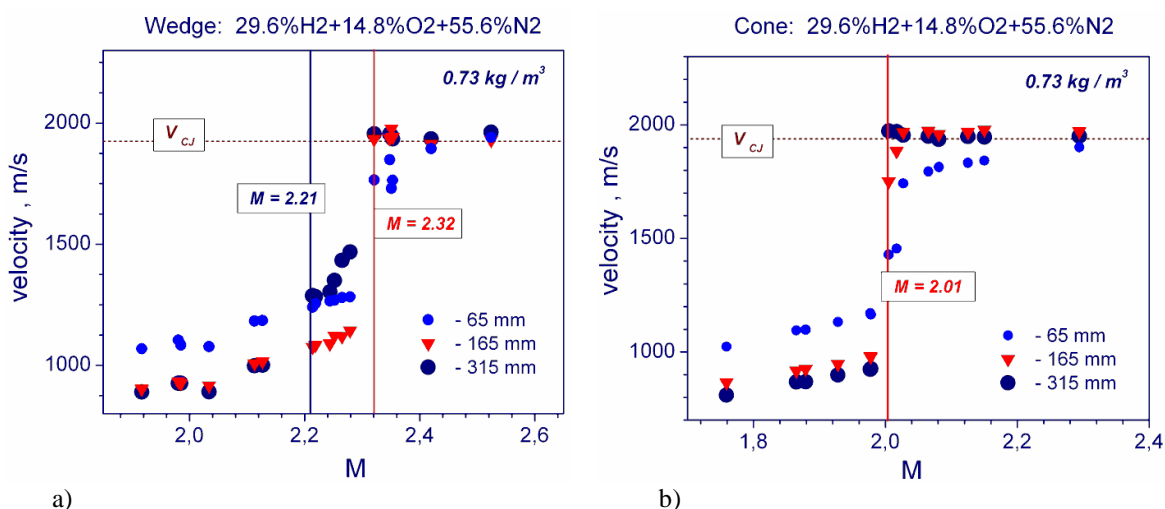 Wedge: 29.6%H2+14.8%O2+55.6%N2
0.73 kg / m³
V CJ
M = 2.21
M = 2.32
2000
1500
1000
velocity , m/s
- 65 mm
- 165 mm
- 315 mm
2,0 2,2 2,4 2,6
M
a)
Cone: 29.6%H2+14.8%O2+55.6%N2
0.73 kg / m³
V CJ
M = 2.01
2000
1600
1200
800
velocity , m/s
- 65 mm
- 165 mm
- 315 mm
1,8 2,0 2,2 2,4
M
b)